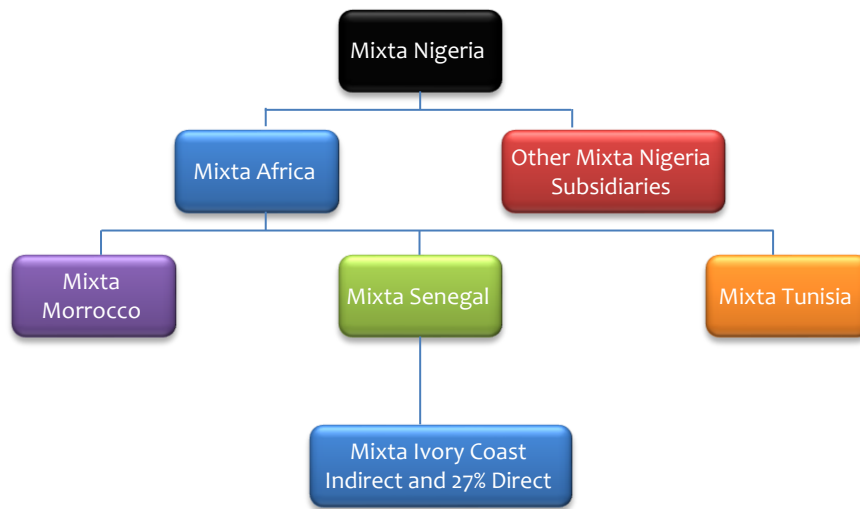 Mixta Nigeria
Mixta Africa
Other Mixta Nigeria
Subsidiaries
Mixta
Morrocco
Mixta Senegal
Mixta Tunisia
Mixta Ivory Coast
Indirect and 27% Direct